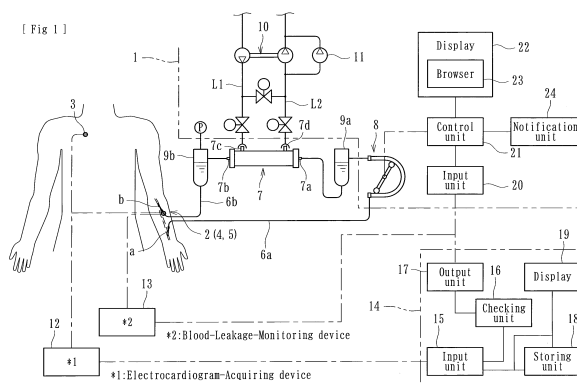 [ Fig 1 ]
10
Display
22
1
11
Browser
23
L1
24
3
L2
9a
8
Control
unit
Notification
unit
P
7c
7d
21
9b
b
7b
7
7a
Input
unit
20
6b
2 (4, 5)
a
6a
19
17
Output
unit
16
Display
13
14
Checking
unit
12
*2
15
18
*2:Blood-Leakage-Monitoring device
*1
Input
unit
Storing
unit
*1:Electrocardiogram-Acquiring device